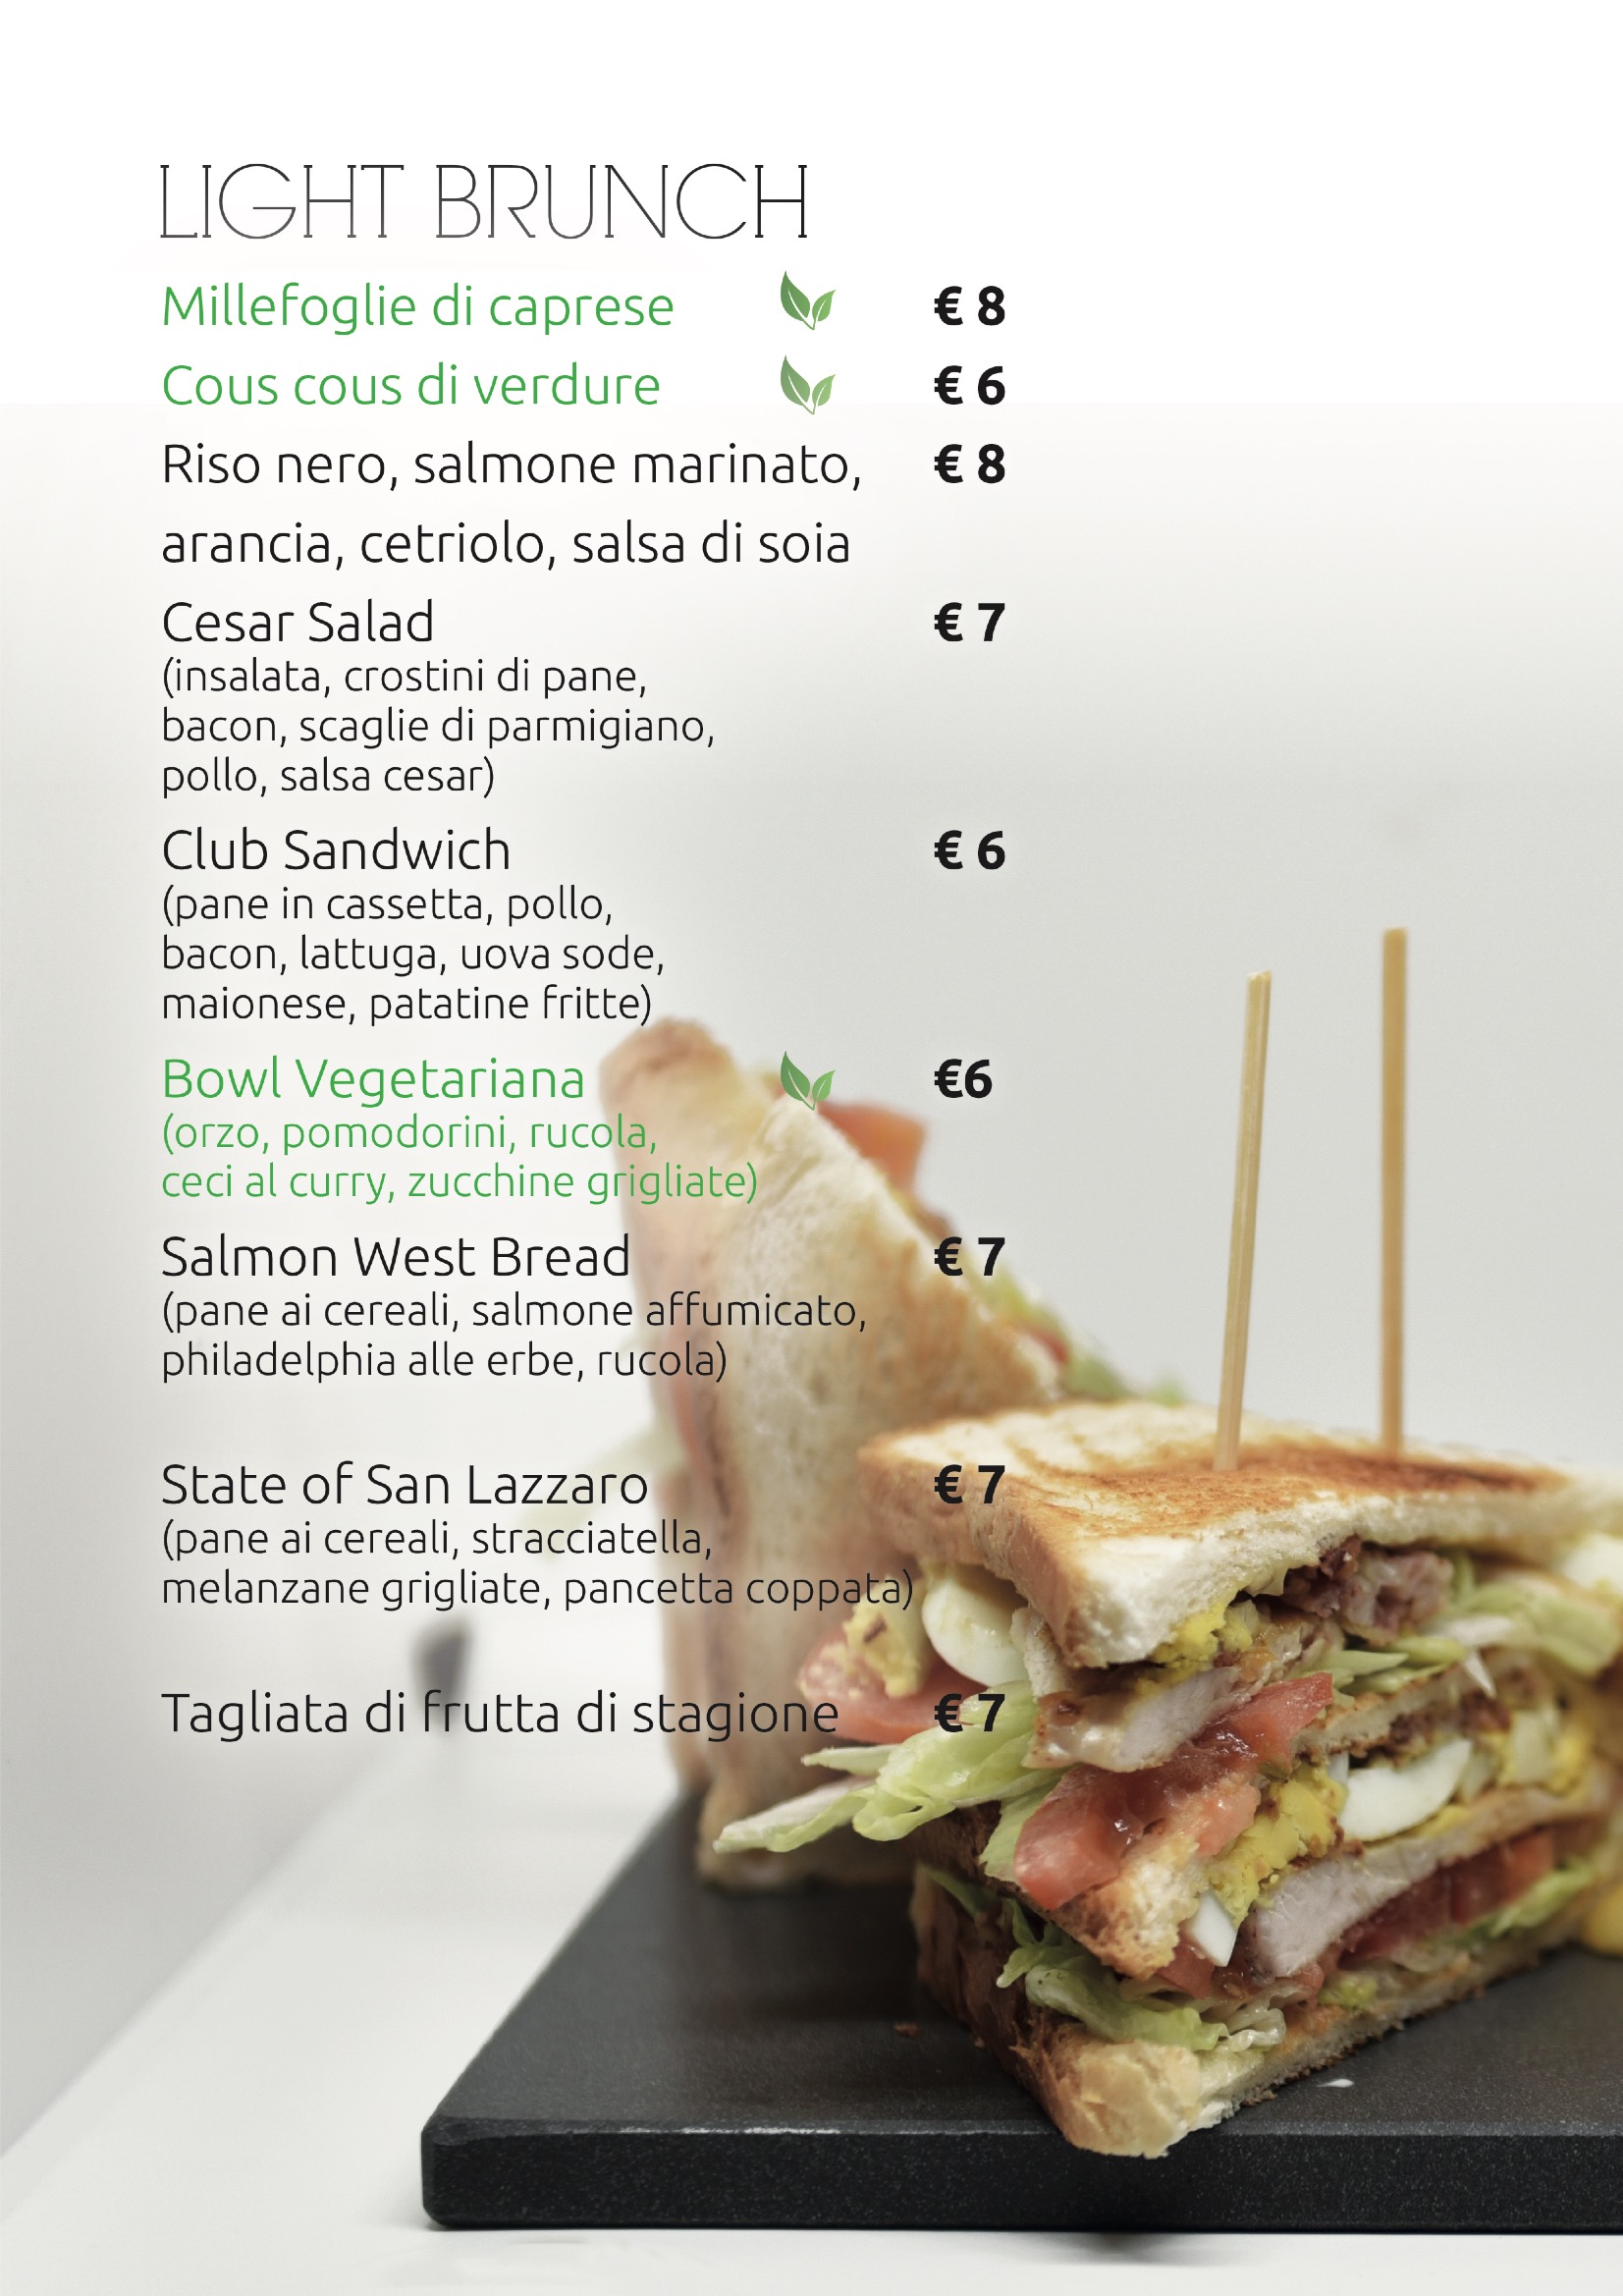 LIGHT BRUNCH
Millefoglie di caprese € 8
Cous cous di verdure € 6
Riso nero, salmone marinato, € 8
arancia, cetriolo, salsa di soia
Cesar Salad € 7
(insalata, crostini di pane,
bacon, scaglie di parmigiano,
pollo, salsa cesar)
Club Sandwich € 6
(pane in cassetta, pollo,
bacon, lattuga, uova sode,
maionese, patatine fritte)
Bowl Vegetariana €6
(orzo, pomodorini, rucola,
ceci al curry, zucchine grigliate)
Salmon West Bread € 7
(pane ai cereali, salmone affumicato,
philadelphia alle erbe, rucola)
State of San Lazzaro € 7
(pane ai cereali, stracciatella,
melanzane grigliate, pancetta coppata)
Tagliata di frutta di stagione € 7